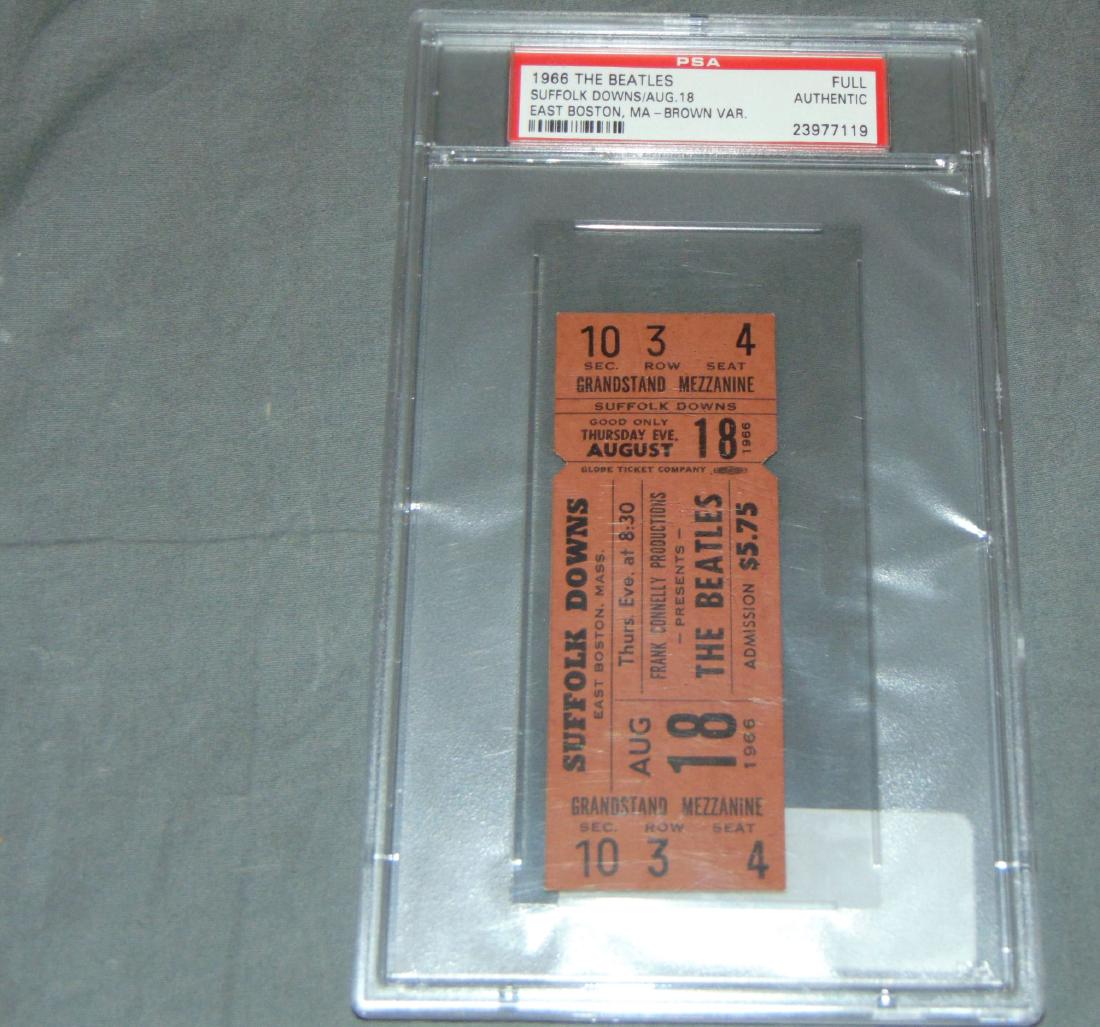 PSA
1966 THE BEATLES FULL
SUFFOLK DOWNS/AUG.18 AUTHENTIC
EAST BOSTON, MA - BROWN VAR.
23977119
10 3 4
SEC. ROW SEAT
GRANDSTAND MEZZANINE
SUFFOLK DOWNS
GOOD ONLY
THURSDAY EVE.
AUGUST 18 1966
GLOBE TICKET COMPANY
SUFFOLK DOWNS
EAST BOSTON, MASS.
AUG 18 1966
Thurs. Eve. at 8:30
FRANK CONNELLY PRODUCTIONS
- PRESENTS -
THE BEATLES
ADMISSION $5.75
GRANDSTAND MEZZANINE
SEC. ROW SEAT
10 3 4